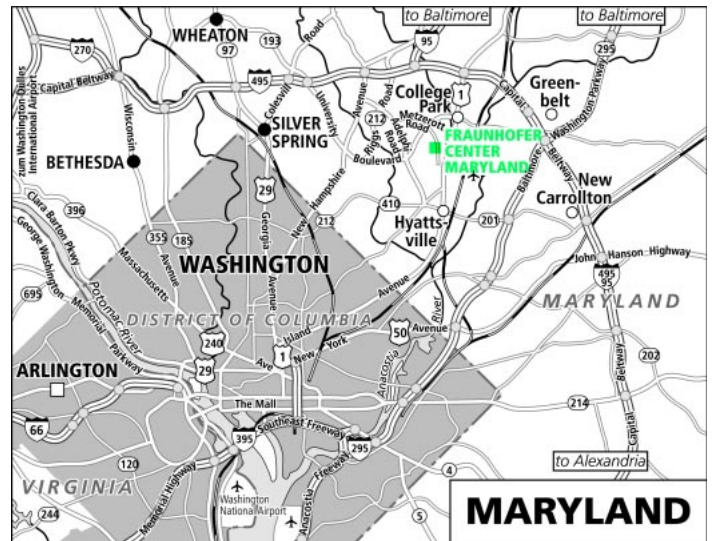 to Baltimore
to Baltimore
WHEATON
270
97
193
Road
95
295
Capital Beltway
495
Colesville
University
Avenue
Road
College
Park
1
Capital
Beltway
Green-
belt
Baltimore-Washington-Parkway
zum Washington-Dulles
International Airport
Wisconsin
SILVER
SPRING
212
Metzerott
Road
Riggs
Adelphi
Road
Boulevard
FRAUNHOFER
CENTER
MARYLAND
BETHESDA
29
New Hampshire
410
Hyatts-
ville
201
New
Carrollton
Clara Barton Pkwy
George Washington
Memorial
Parkway
396
355
185
Massachusetts
Avenue
Georgia
Avenue
212
WASHINGTON
Avenue
River
John Hanson Highway
495
95
695
Potomac River
DISTRICT OF COLUMBIA
MARYLAND
240
29
Island
Ave
1
New York
50
Avenue
Anacostia
Beltway
202
ARLINGTON
The Mall
214
66
395
Southeast Freeway
295
Capital
120
Anacostia
Freeway
4
to Alexandria
VIRGINIA
Memorial Highway
Washington
National Airport
244
5
MARYLAND